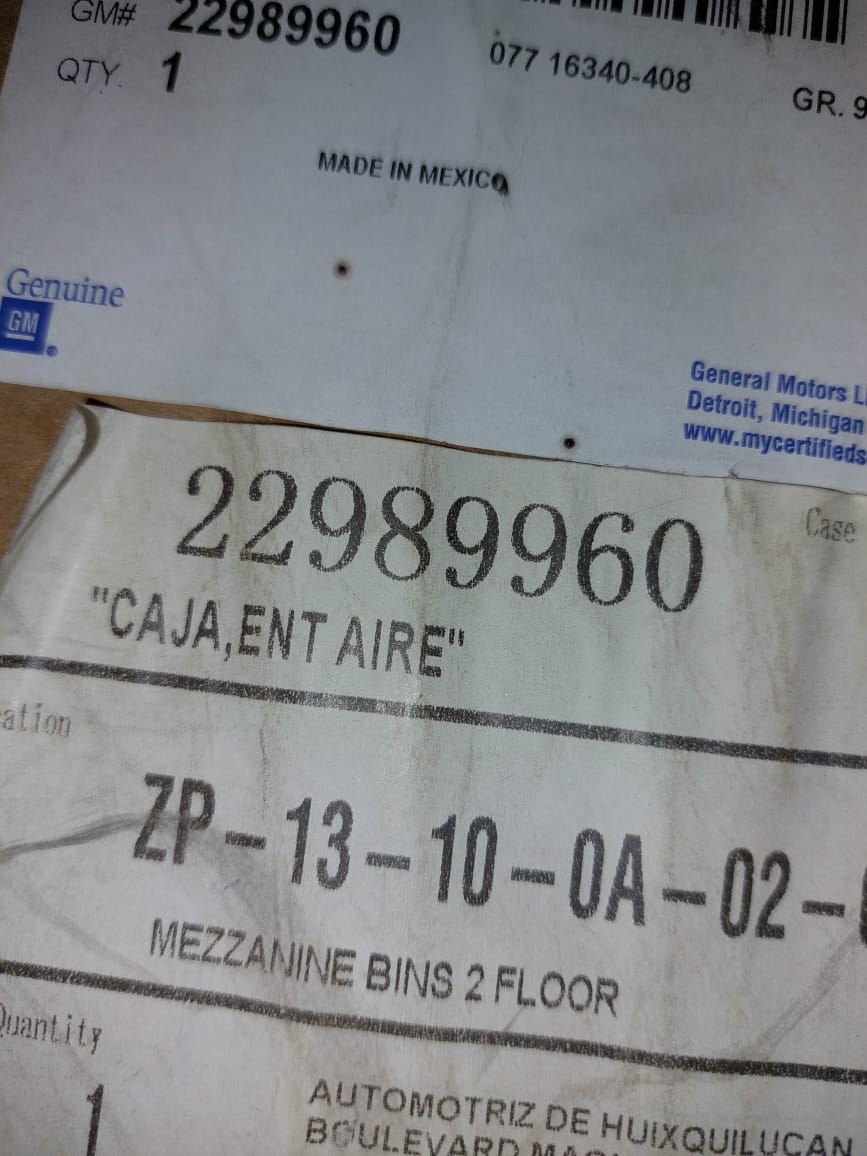 GM# 22989960
077 16340-408
QTY. 1
GR. 9
MADE IN MEXICO
Genuine
GM
General Motors
Detroit, Michigan
www.mycertifieds
22989960
Case
"CAJA,ENT AIRE"
ation
ZP-13-10-0A-02-
MEZZANINE BINS 2 FLOOR
Quantity
1
AUTOMOTRIZ DE HUIXQUILUCAN
BOULEVARD